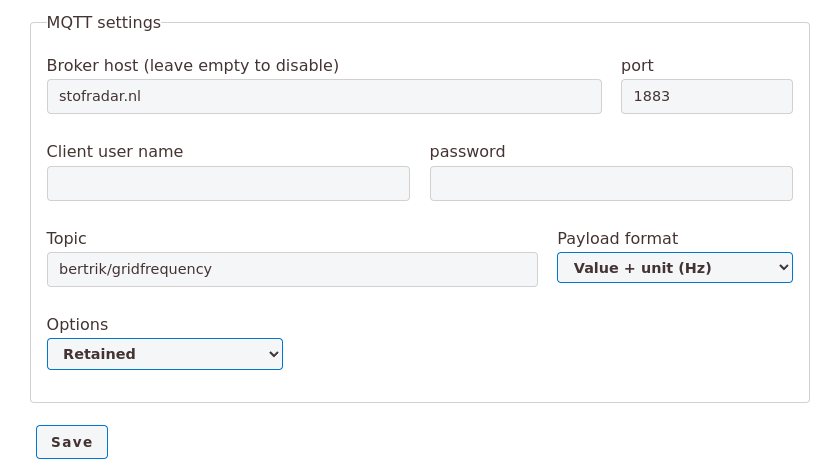 MQTT settings
Broker host (leave empty to disable) port
stofradar.nl 1883
Client user name password
Topic Payload format
bertrik/gridfrequency Value + unit (Hz)
Options
Retained
Save